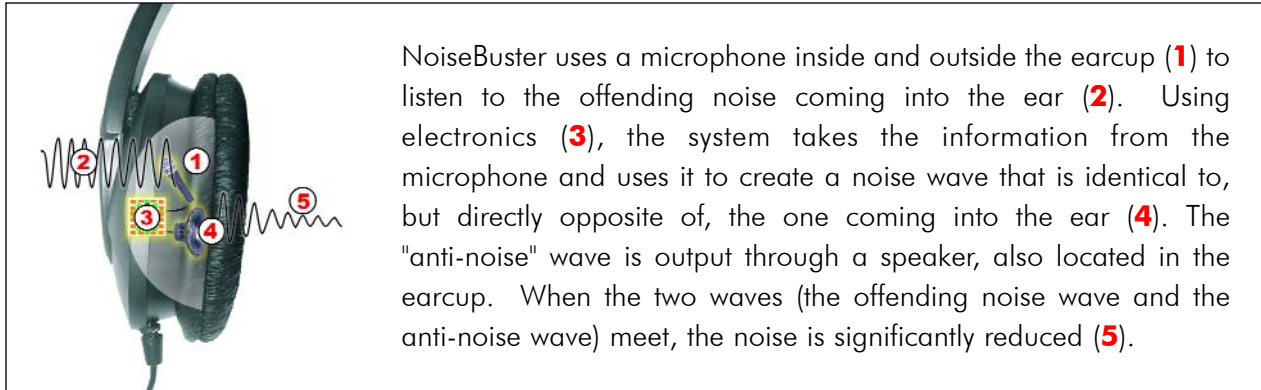 NoiseBuster uses a microphone inside and outside the earcup (1) to
listen to the offending noise coming into the ear (2). Using
electronics (3), the system takes the information from the
microphone and uses it to create a noise wave that is identical to,
but directly opposite of, the one coming into the ear (4). The
"anti-noise" wave is output through a speaker, also located in the
earcup. When the two waves (the offending noise wave and the
anti-noise wave) meet, the noise is significantly reduced (5).
2
1
5
3
4